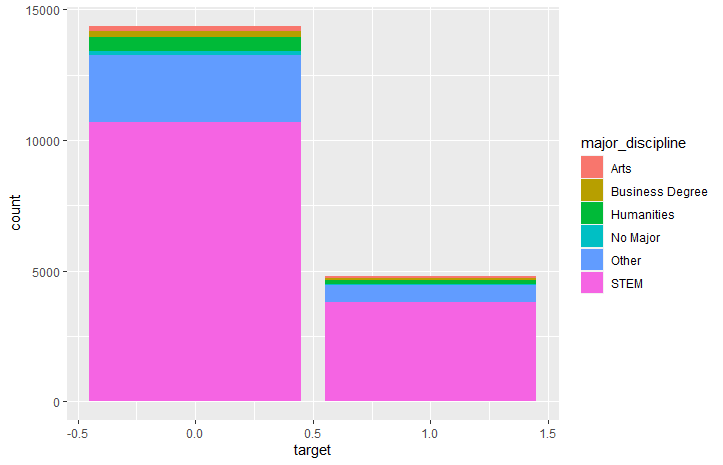 15000
10000
5000
0
count
-0.5
0.0
0.5
1.0
1.5
target
major_discipline
Arts
Business Degree
Humanities
No Major
Other
STEM